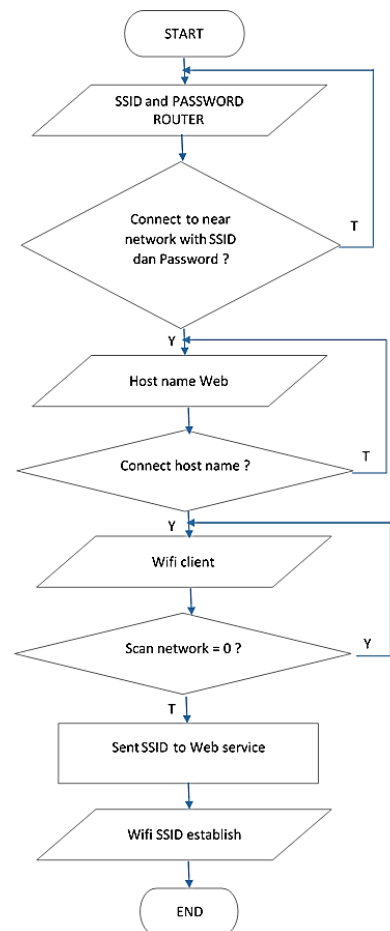 START
SSID and PASSWORD
ROUTER
Connect to near
network with SSID
dan Password ?
T
Y
Host name Web
Connect host name ?
T
Y
Wifi client
Scan network = 0 ?
Y
T
Sent SSID to Web service
Wifi SSID establish
END